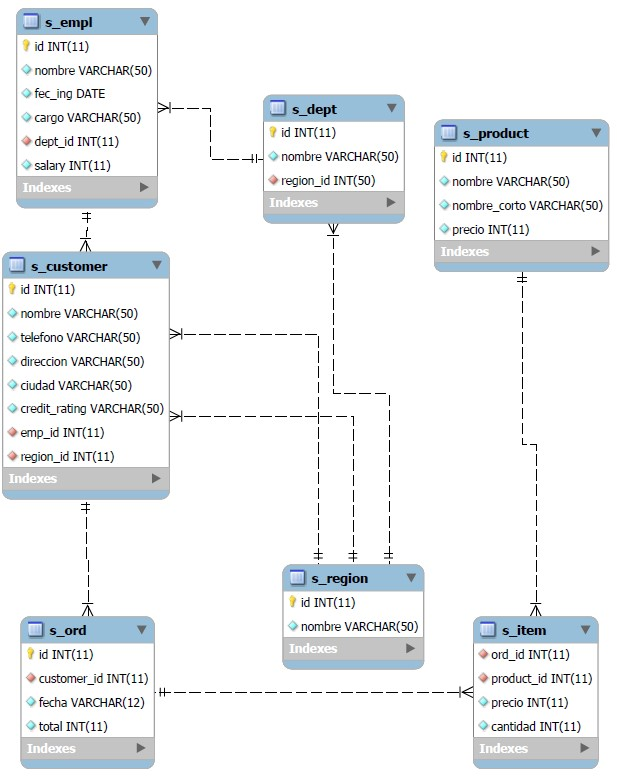 s_empl
id INT(11)
nombre VARCHAR(50)
fec_ing DATE
cargo VARCHAR(50)
dept_id INT(11)
salary INT(11)
Indexes
s_dept
id INT(11)
nombre VARCHAR(50)
region_id INT(50)
Indexes
s_product
id INT(11)
nombre VARCHAR(50)
nombre_corto VARCHAR(50)
precio INT(11)
Indexes
s_customer
id INT(11)
nombre VARCHAR(50)
telefono VARCHAR(50)
direccion VARCHAR(50)
ciudad VARCHAR(50)
credit_rating VARCHAR(50)
emp_id INT(11)
region_id INT(11)
Indexes
s_region
id INT(11)
nombre VARCHAR(50)
Indexes
s_ord
id INT(11)
customer_id INT(11)
fecha VARCHAR(12)
total INT(11)
Indexes
s_item
ord_id INT(11)
product_id INT(11)
precio INT(11)
cantidad INT(11)
Indexes